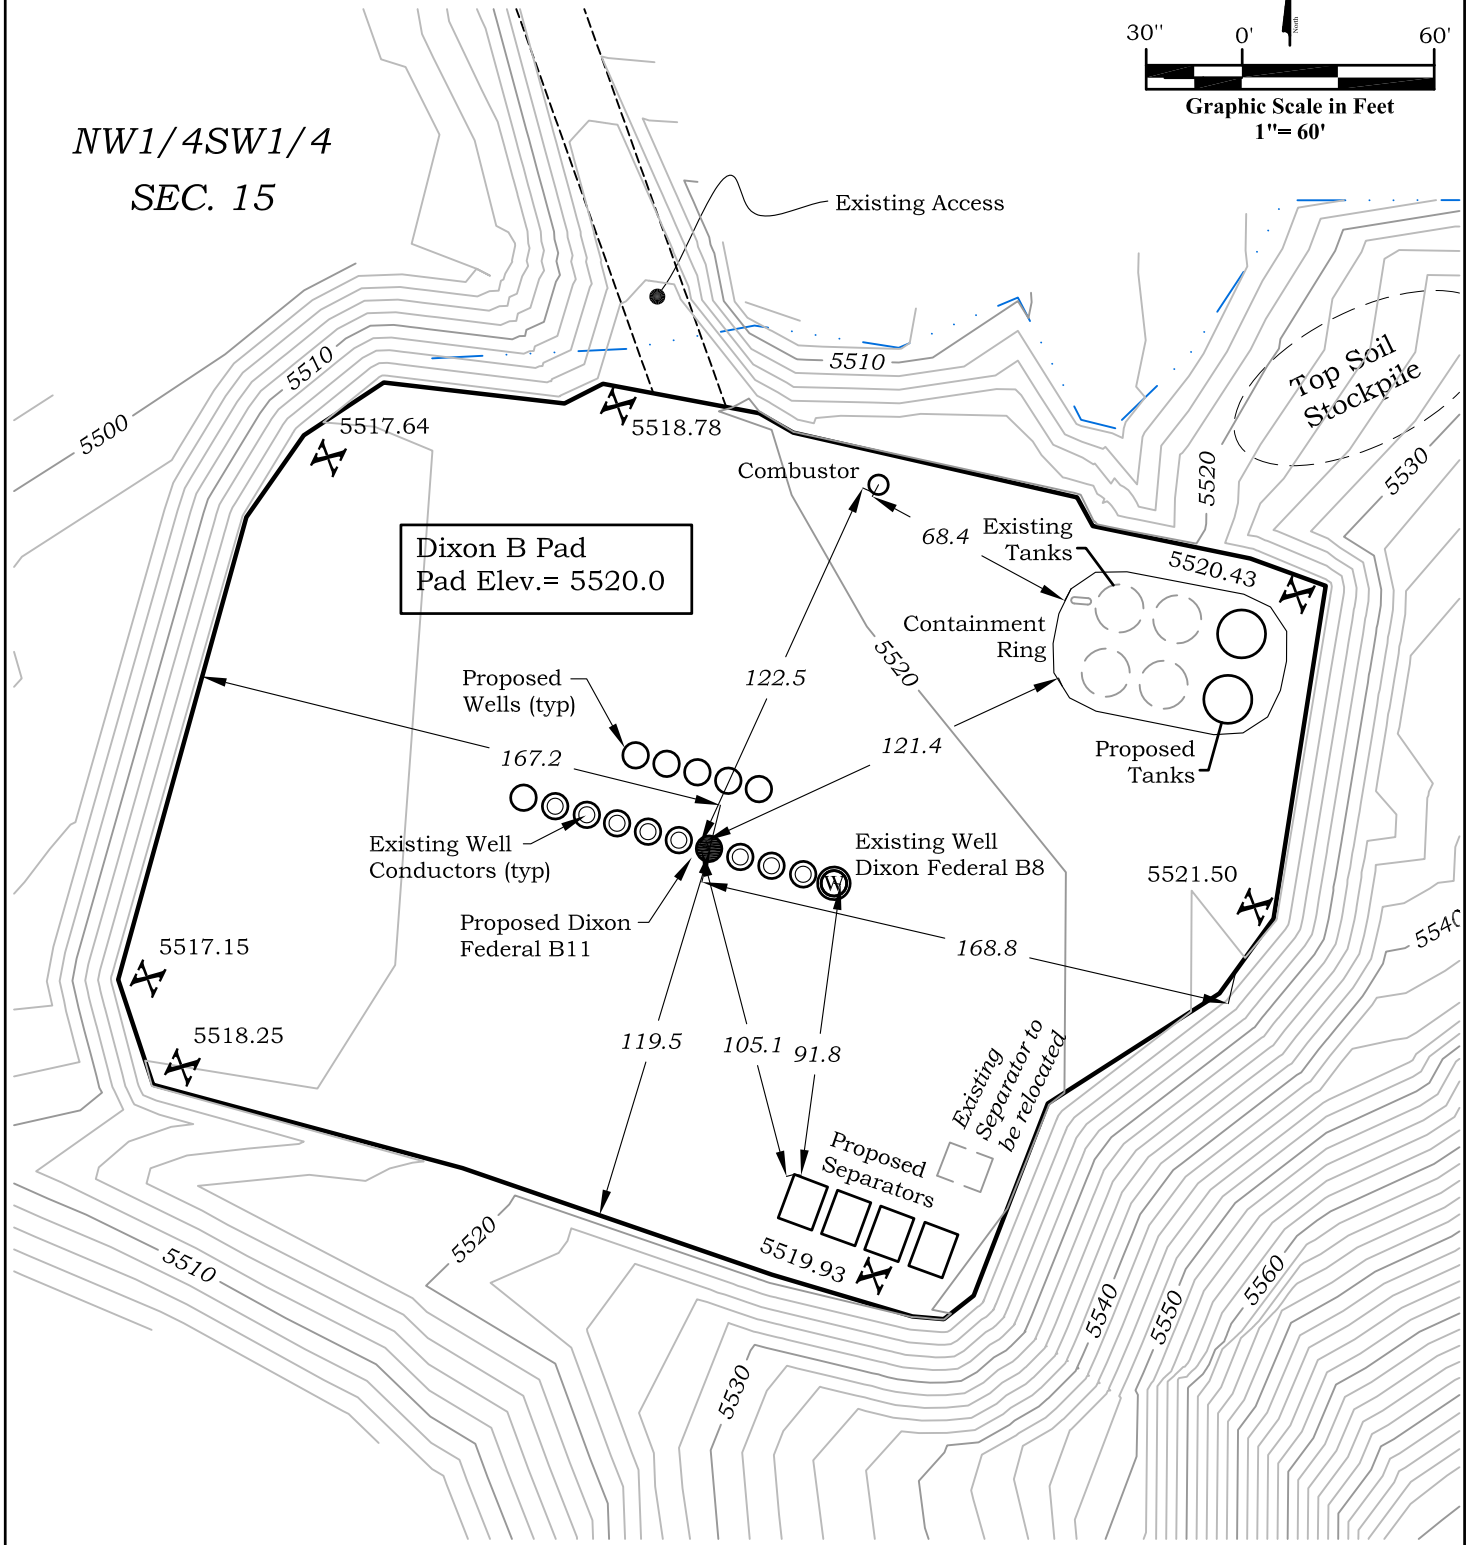 30"
0'
60'
North
Graphic Scale in Feet
1"= 60'
NW1/4SW1/4
SEC. 15
Existing Access
5510
5510
5500
Top Soil
Stockpile
5520
5530
5517.64
5518.78
Combustor
68.4
Existing
Tanks
5520.43
Dixon B Pad
Pad Elev.= 5520.0
Containment
Ring
5520
122.5
Proposed
Wells (typ)
167.2
121.4
Proposed
Tanks
Existing Well
Conductors (typ)
Existing Well
Dixon Federal B8
W
5521.50
Proposed Dixon
Federal B11
168.8
5540
5517.15
5518.25
119.5
105.1
91.8
Existing
Separator to
be relocated
Proposed
Separators
5519.93
5520
5510
5530
5540
5550
5560